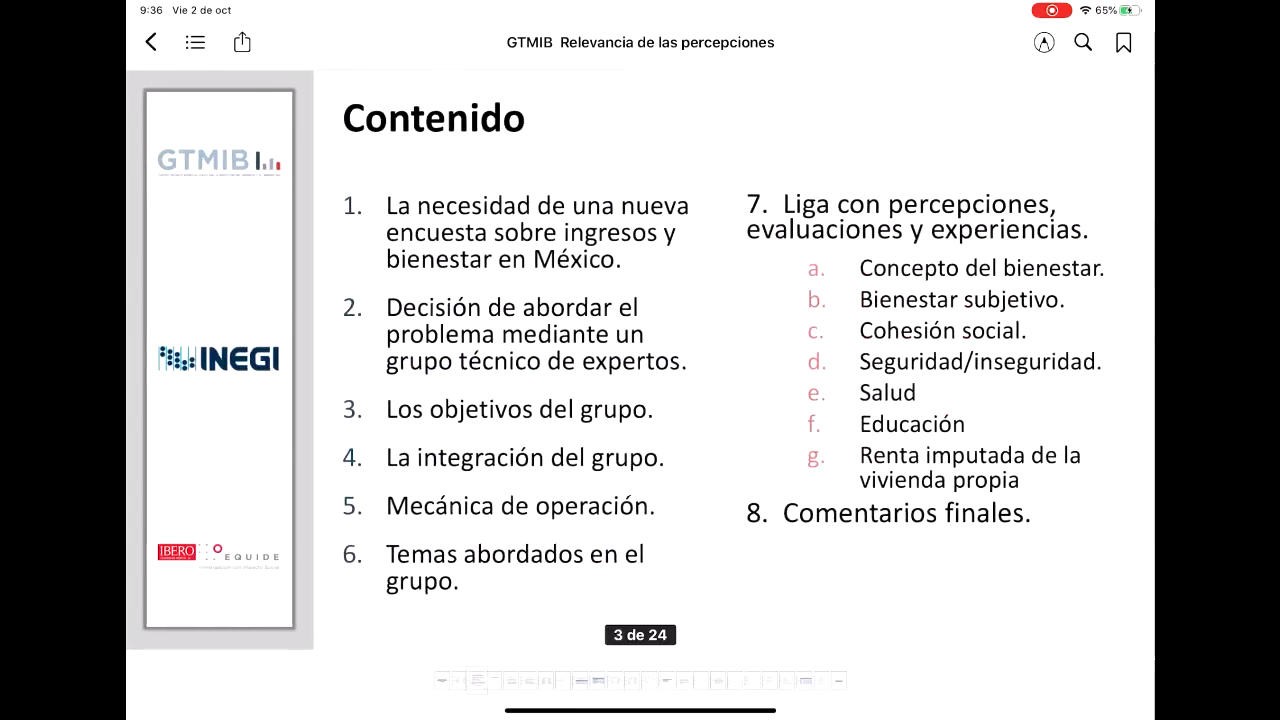 9:36 Vie 2 de oct
65%
GTMIB Relevancia de las percepciones
GTMIB
INEGI
IBERO
EQUIDE
Contenido
1. La necesidad de una nueva
encuesta sobre ingresos y
bienestar en México.
2. Decisión de abordar el
problema mediante un
grupo técnico de expertos.
3. Los objetivos del grupo.
4. La integración del grupo.
5. Mecánica de operación.
6. Temas abordados en el
grupo.
7. Liga con percepciones,
evaluaciones y experiencias.
a. Concepto del bienestar.
b. Bienestar subjetivo.
c. Cohesión social.
d. Seguridad/inseguridad.
e. Salud
f. Educación
g. Renta imputada de la
vivienda propia
8. Comentarios finales.
3 de 24